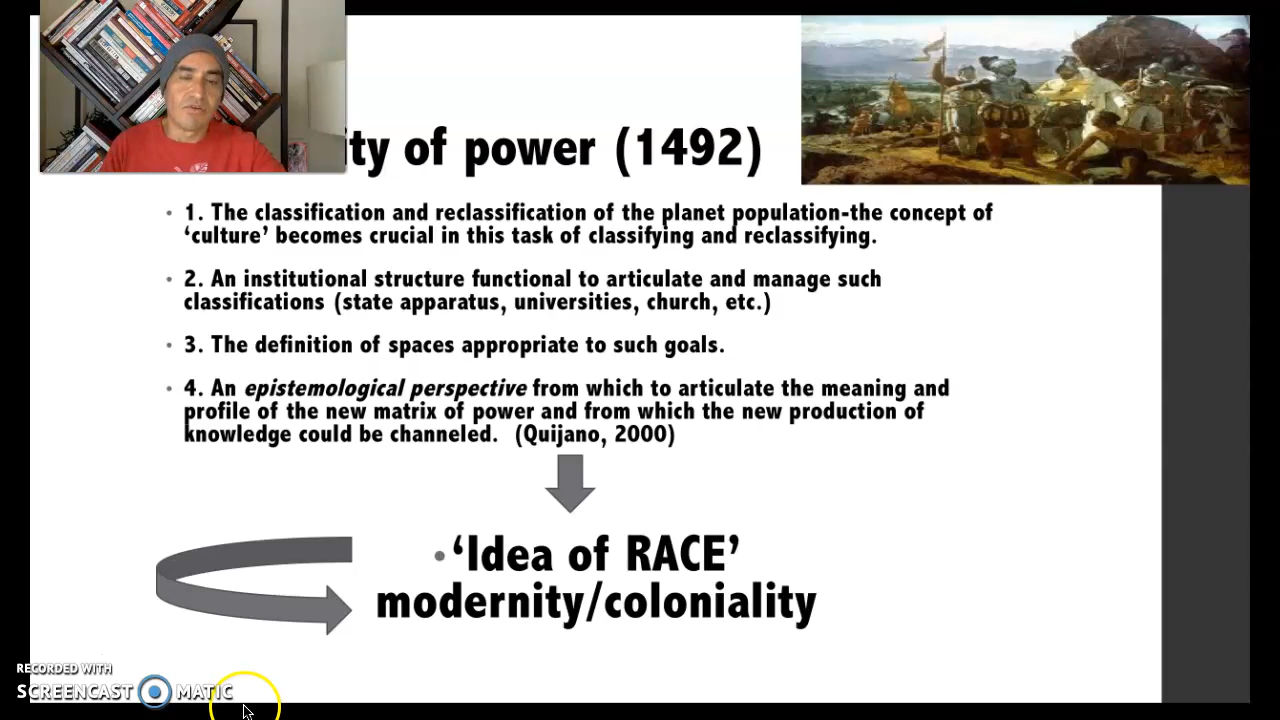 ity of power (1492)
• 1. The classification and reclassification of the planet population-the concept of
‘culture’ becomes crucial in this task of classifying and reclassifying.
• 2. An institutional structure functional to articulate and manage such
classifications (state apparatus, universities, church, etc.)
• 3. The definition of spaces appropriate to such goals.
• 4. An epistemological perspective from which to articulate the meaning and
profile of the new matrix of power and from which the new production of
knowledge could be channeled. (Quijano, 2000)
• ‘Idea of RACE’
modernity/coloniality
RECORDED WITH
SCREENCAST MATIC